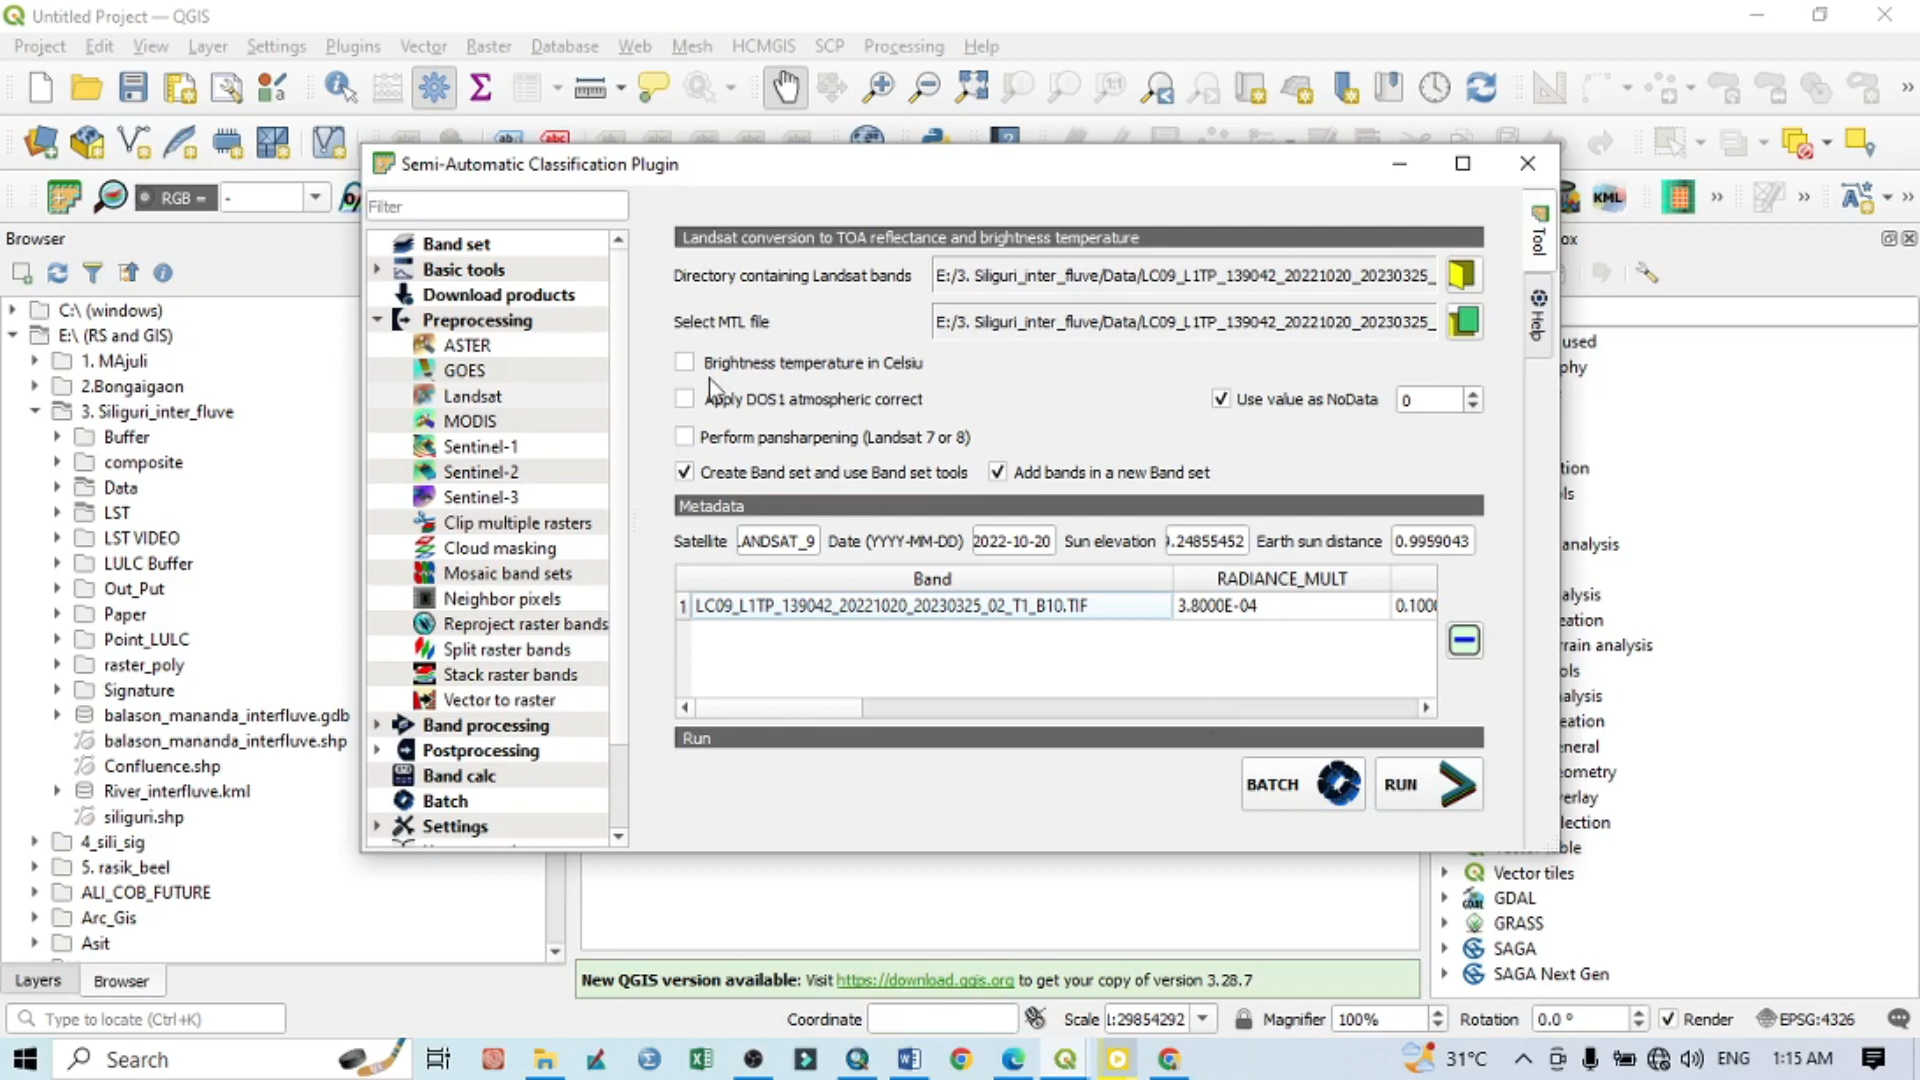 Untitled Project — QGIS
Project Edit View Layer Settings Plugins Vector Raster Database Web Mesh HCMGIS SCP Processing Help
RGB = -
KML
Semi-Automatic Classification Plugin
Filter
Band set
Basic tools
Download products
Preprocessing
ASTER
GOES
Landsat
MODIS
Sentinel-1
Sentinel-2
Sentinel-3
Clip multiple rasters
Cloud masking
Mosaic band sets
Neighbor pixels
Reproject raster bands
Split raster bands
Stack raster bands
Vector to raster
Band processing
Postprocessing
Band calc
Batch
Settings
Landsat conversion to TOA reflectance and brightness temperature
Directory containing Landsat bands E:/3. Siliguri_inter_fluve/Data/LC09_L1TP_139042_20221020_20230325_
Select MTL file E:/3. Siliguri_inter_fluve/Data/LC09_L1TP_139042_20221020_20230325_
Brightness temperature in Celsiu
Apply DOS1 atmospheric correct Use value as NoData 0
Perform pansharpening (Landsat 7 or 8)
Create Band set and use Band set tools Add bands in a new Band set
Metadata
Satellite .ANDSAT_9 Date (YYYY-MM-DD) 2022-10-20 Sun elevation .24855452 Earth sun distance 0.9959043
Band RADIANCE_MULT
1 LC09_L1TP_139042_20221020_20230325_02_T1_B10.TIF 3.8000E-04 0.100
Run
BATCH RUN
Tool
Help
Browser
C:\ (windows)
E:\ (RS and GIS)
1. MAjuli
2.Bongaigaon
3. Siliguri_inter_fluve
Buffer
composite
Data
LST
LST VIDEO
LULC Buffer
Out_Put
Paper
Point_LULC
raster_poly
Signature
balason_mananda_interfluve.gdb
balason_mananda_interfluve.shp
Confluence.shp
River_interfluve.kml
siliguri.shp
4_sili_sig
5. rasik_beel
ALI_COB_FUTURE
Arc_Gis
Asit
Layers Browser
ox
used
phy
tion
ls
analysis
alysis
eation
rrain analysis
ols
nalysis
eation
neral
ometry
verlay
lection
table
Vector tiles
GDAL
GRASS
SAGA
SAGA Next Gen
New QGIS version available: Visit https://download.qgis.org to get your copy of version 3.28.7
Type to locate (Ctrl+K) Coordinate Scale 1:29854292 Magnifier 100% Rotation 0.0 ° Render EPSG:4326
Search 31°C ENG 1:15 AM